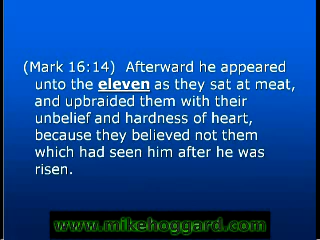 (Mark 16:14)  Afterward he appeared
unto the eleven as they sat at meat,
and upbraided them with their
unbelief and hardness of heart,
because they believed not them
which had seen him after he was
risen.
www.mikehoggard.com